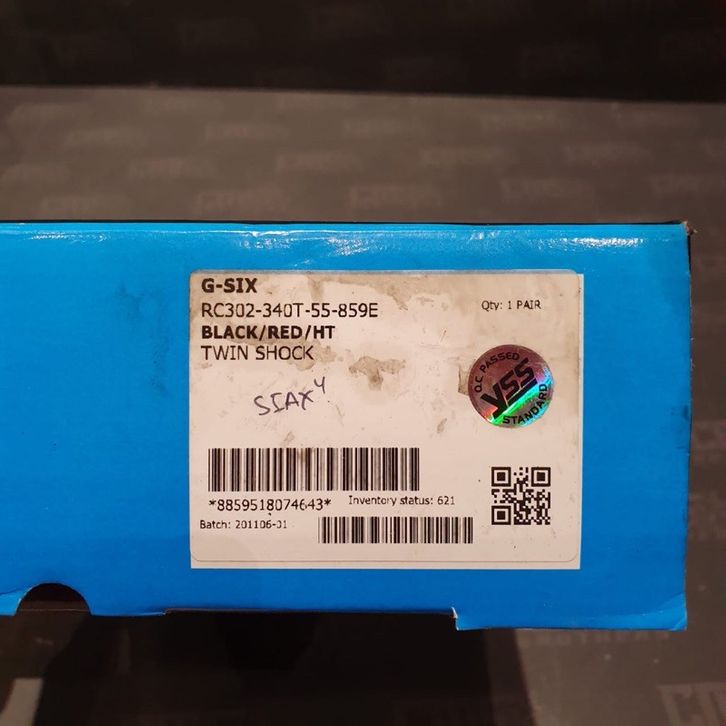 G-SIX
RC302-340T-55-859E
Qty: 1 PAIR
BLACK/RED/HT
TWIN SHOCK
Q.C PASSED
YSS
STANDARD
*8859518074643*
Inventory status: 621
Batch: 201106-01